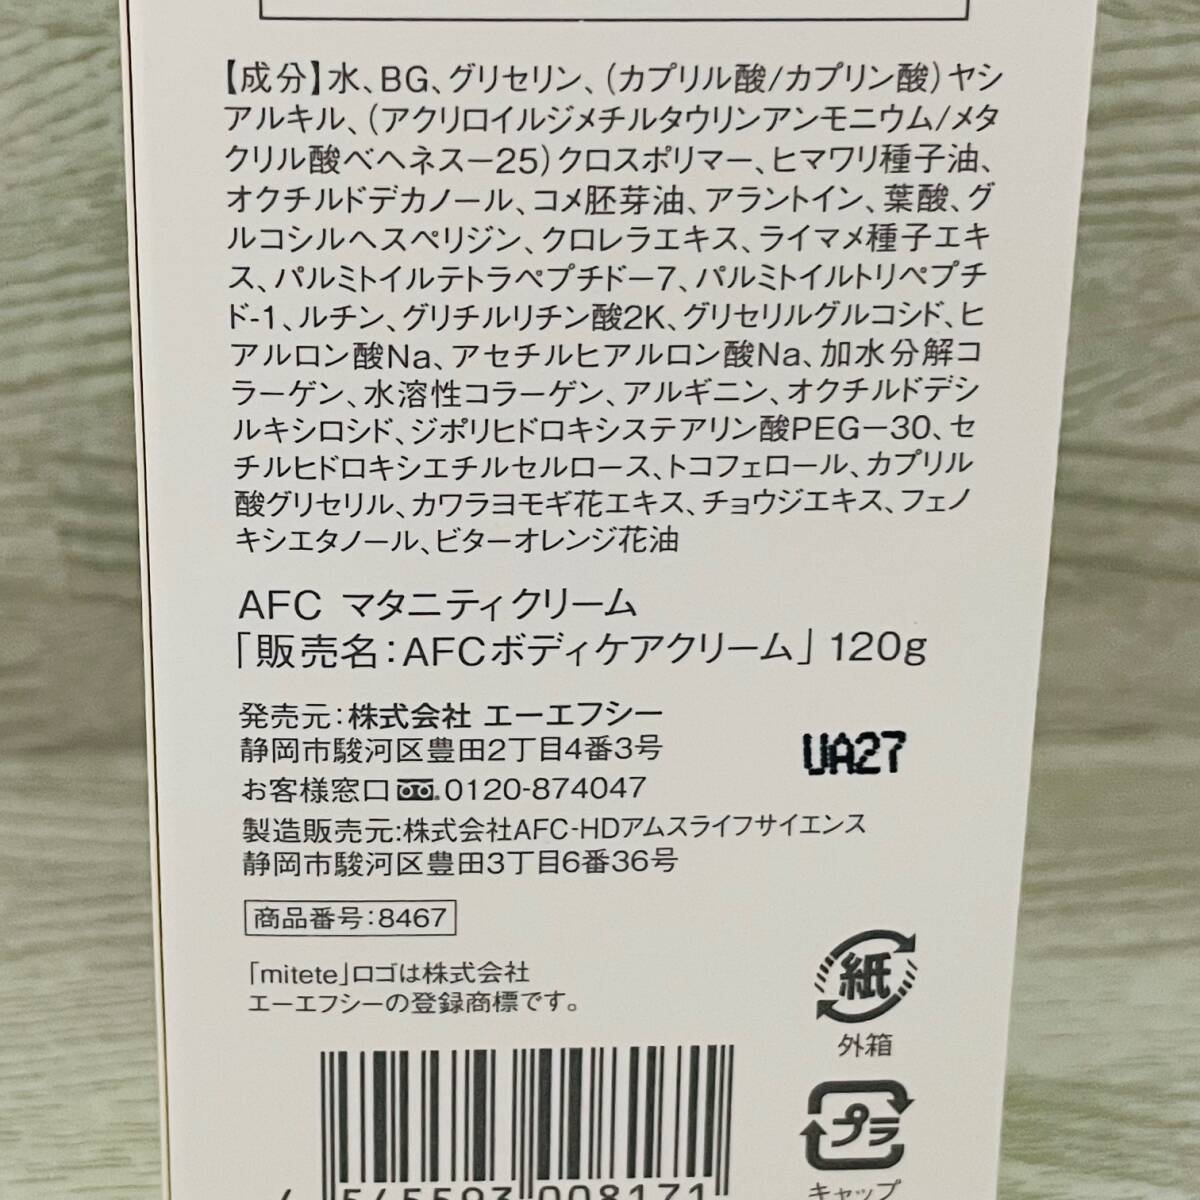 【成分】水、BG、グリセリン、(カプリル酸/カプリン酸)ヤシ
アルキル、(アクリロイルジメチルタウリンアンモニウム/メタ
クリル酸ベヘネス−25)クロスポリマー、ヒマワリ種子油、
オクチルドデカノール、コメ胚芽油、アラントイン、葉酸、グ
ルコシルヘスペリジン、クロレラエキス、ライマメ種子エキ
ス、パルミトイルテトラペプチド−7、パルミトイルトリペプチ
ド-1、ルチン、グリチルリチン酸2K、グリセリルグルコシド、ヒ
アルロン酸Na、アセチルヒアルロン酸Na、加水分解コ
ラーゲン、水溶性コラーゲン、アルギニン、オクチルドデシ
ルキシロシド、ジポリヒドロキシステアリン酸PEG−30、セ
チルヒドロキシエチルセルロース、トコフェロール、カプリル
酸グリセリル、カワラヨモギ花エキス、チョウジエキス、フェノ
キシエタノール、ビターオレンジ花油
AFC マタニティクリーム
「販売名:AFCボディケアクリーム」120g
発売元:株式会社 エーエフシー
静岡市駿河区豊田2丁目4番3号
UA27
お客様窓口 0120-874047
製造販売元:株式会社AFC-HDアムスライフサイエンス
静岡市駿河区豊田3丁目6番36号
商品番号:8467
「mitete」ロゴは株式会社
エーエフシーの登録商標です。
紙
外箱
プラ
キャップ
4 545593 008171